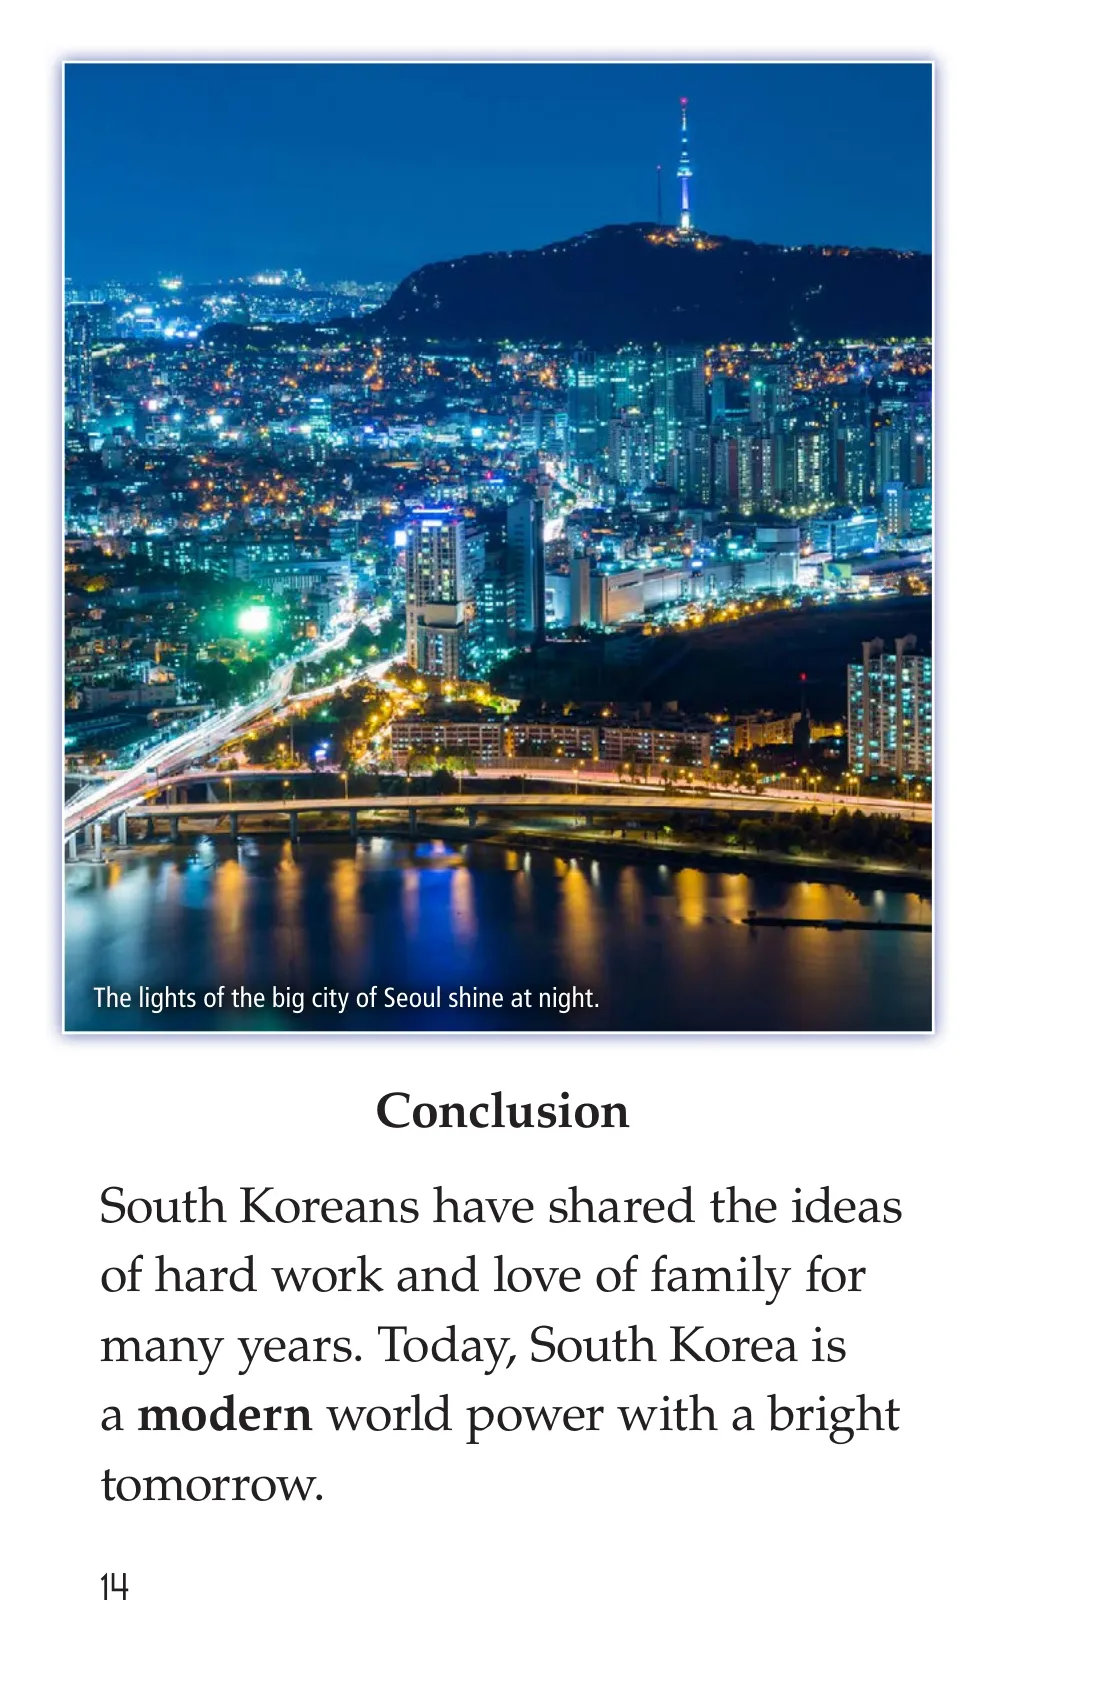 The lights of the big city of Seoul shine at night.
Conclusion
South Koreans have shared the ideas
of hard work and love of family for
many years. Today, South Korea is
a modern world power with a bright
tomorrow.
14